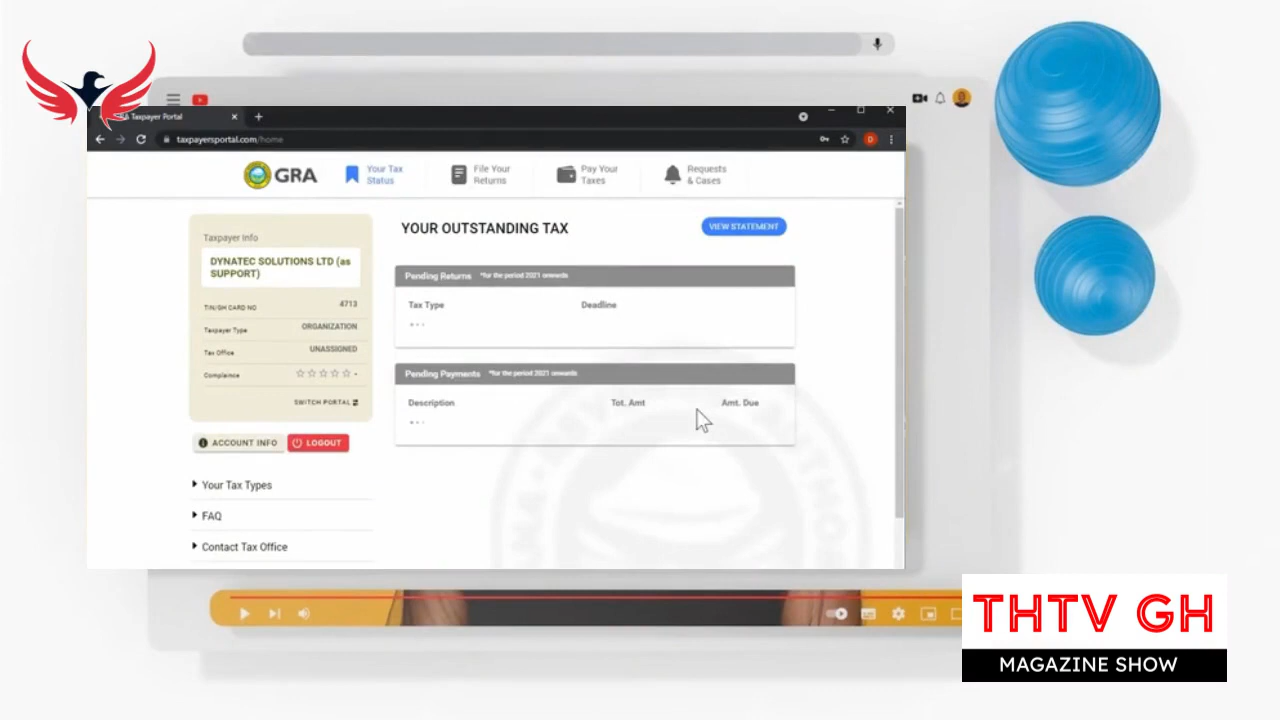 RA Taxpayer Portal
taxpayersportal.com/home
GRA
Your Tax
Status
File Your
Returns
Pay Your
Taxes
Requests
& Cases
Taxpayer Info
DYNATEC SOLUTIONS LTD (as
SUPPORT)
TIN/GH CARD NO 4713
Taxpayer Type ORGANIZATION
Tax Office UNASSIGNED
Complaince
SWITCH PORTAL
ACCOUNT INFO
LOGOUT
Your Tax Types
FAQ
Contact Tax Office
YOUR OUTSTANDING TAX
VIEW STATEMENT
Pending Returns *for the period 2021 onwards
Tax Type Deadline
Pending Payments *for the period 2021 onwards
Description Tot. Amt Amt. Due
THTV GH
MAGAZINE SHOW